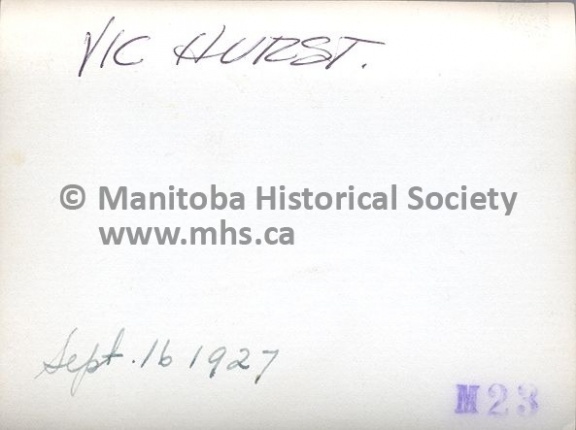 VIC HURST.
© Manitoba Historical Society
www.mhs.ca
Sept. 16 1927
M23